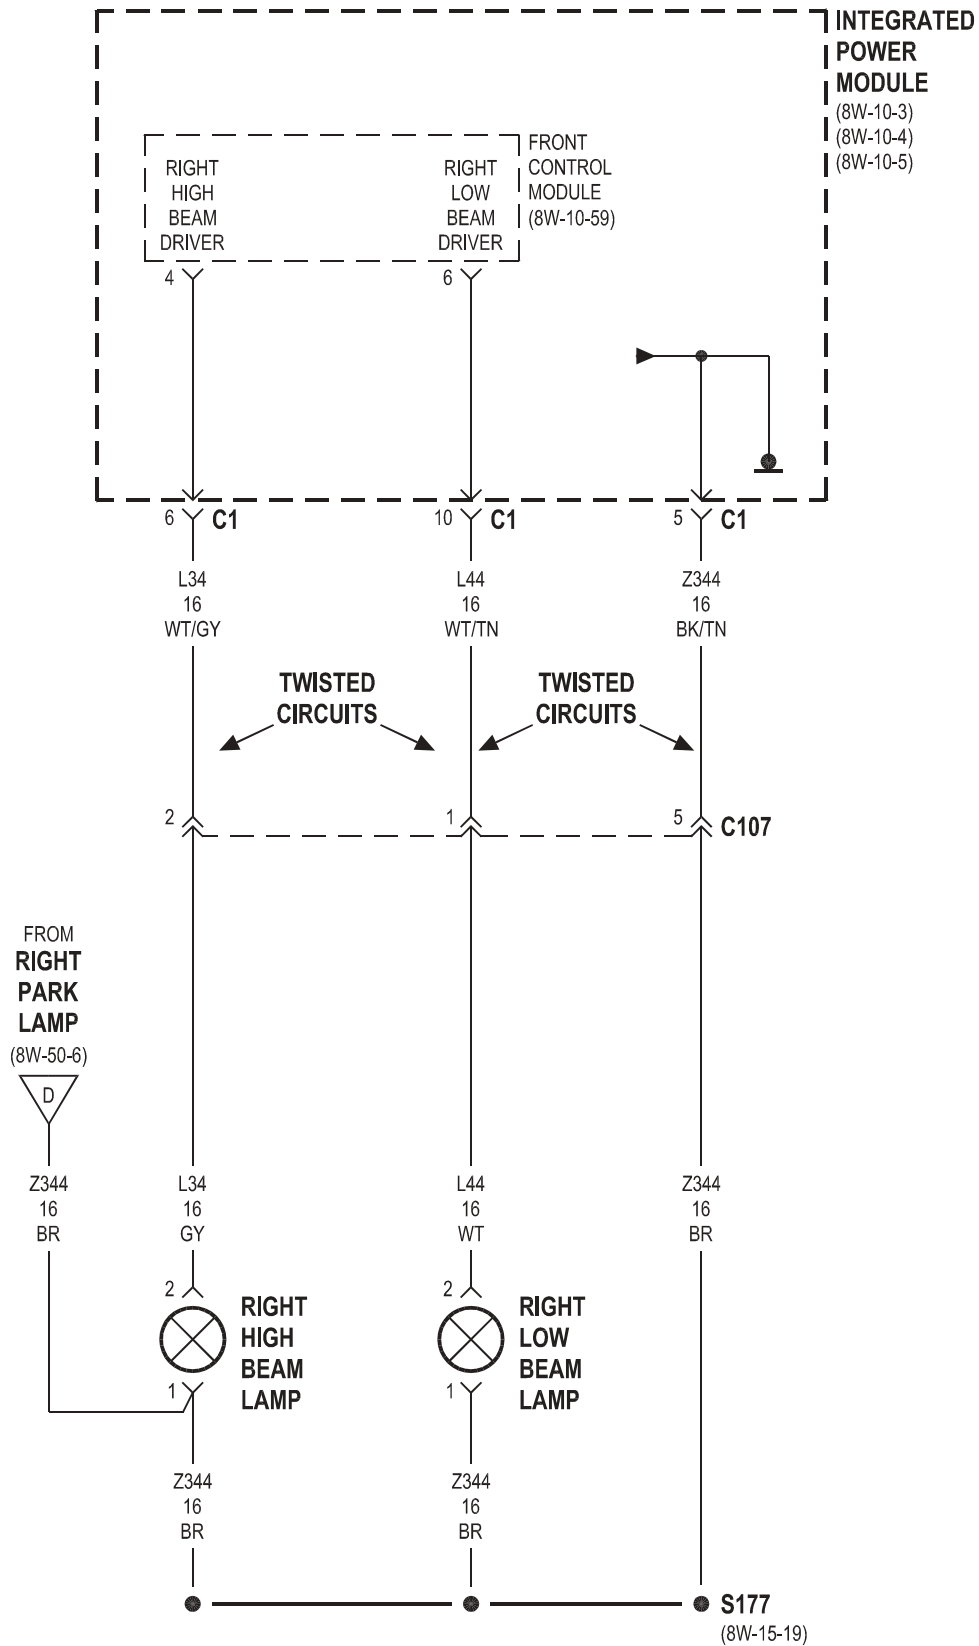 INTEGRATED
POWER
MODULE
(8W-10-3)
(8W-10-4)
(8W-10-5)
FRONT
CONTROL
MODULE
(8W-10-59)
RIGHT
HIGH
BEAM
DRIVER
RIGHT
LOW
BEAM
DRIVER
4
6
6
C1
10
C1
5
C1
L34
16
WT/GY
L44
16
WT/TN
Z344
16
BK/TN
TWISTED
CIRCUITS
TWISTED
CIRCUITS
2
1
5
C107
FROM
RIGHT
PARK
LAMP
(8W-50-6)
D
Z344
16
BR
L34
16
GY
L44
16
WT
Z344
16
BR
2
RIGHT
HIGH
BEAM
LAMP
1
2
RIGHT
LOW
BEAM
LAMP
1
Z344
16
BR
Z344
16
BR
S177
(8W-15-19)